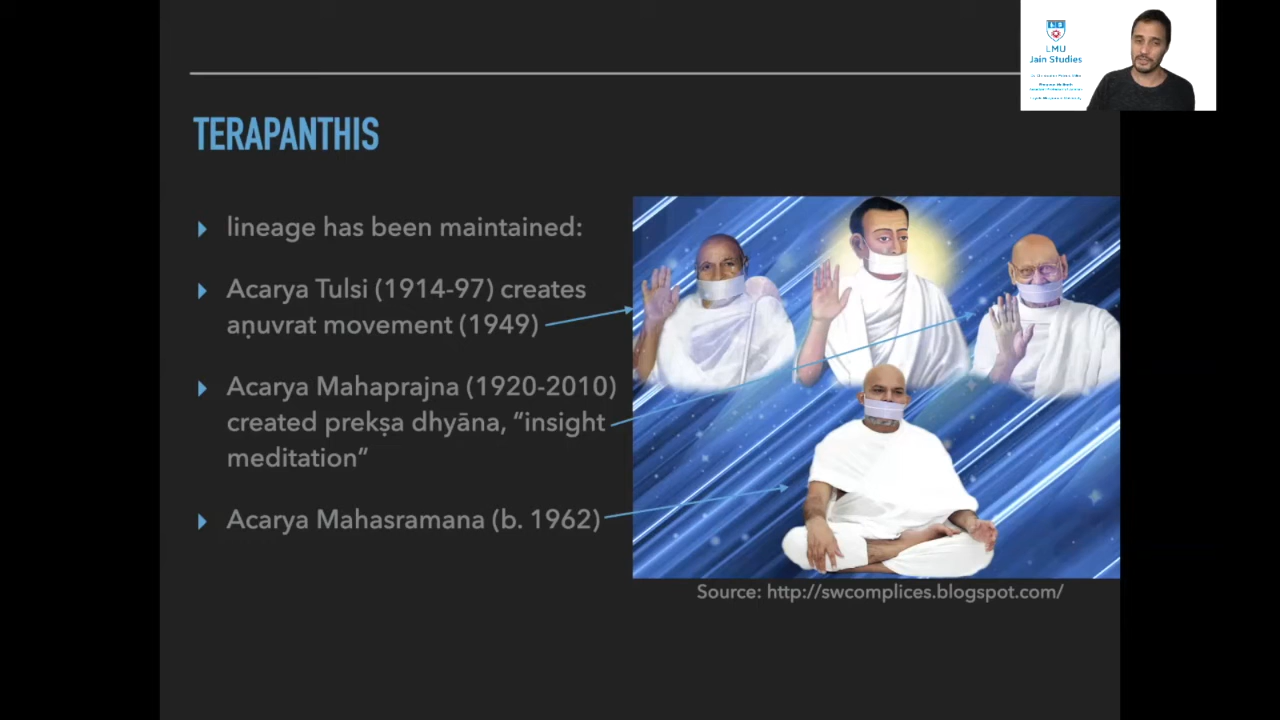 LMU
Jain Studies
TERAPANTHIS
lineage has been maintained:
Acarya Tulsi (1914-97) creates
aṇuvrat movement (1949)
Acarya Mahaprajna (1920-2010)
created prekṣa dhyāna, “insight
meditation”
Acarya Mahasramana (b. 1962)
Source: http://swcomplices.blogspot.com/